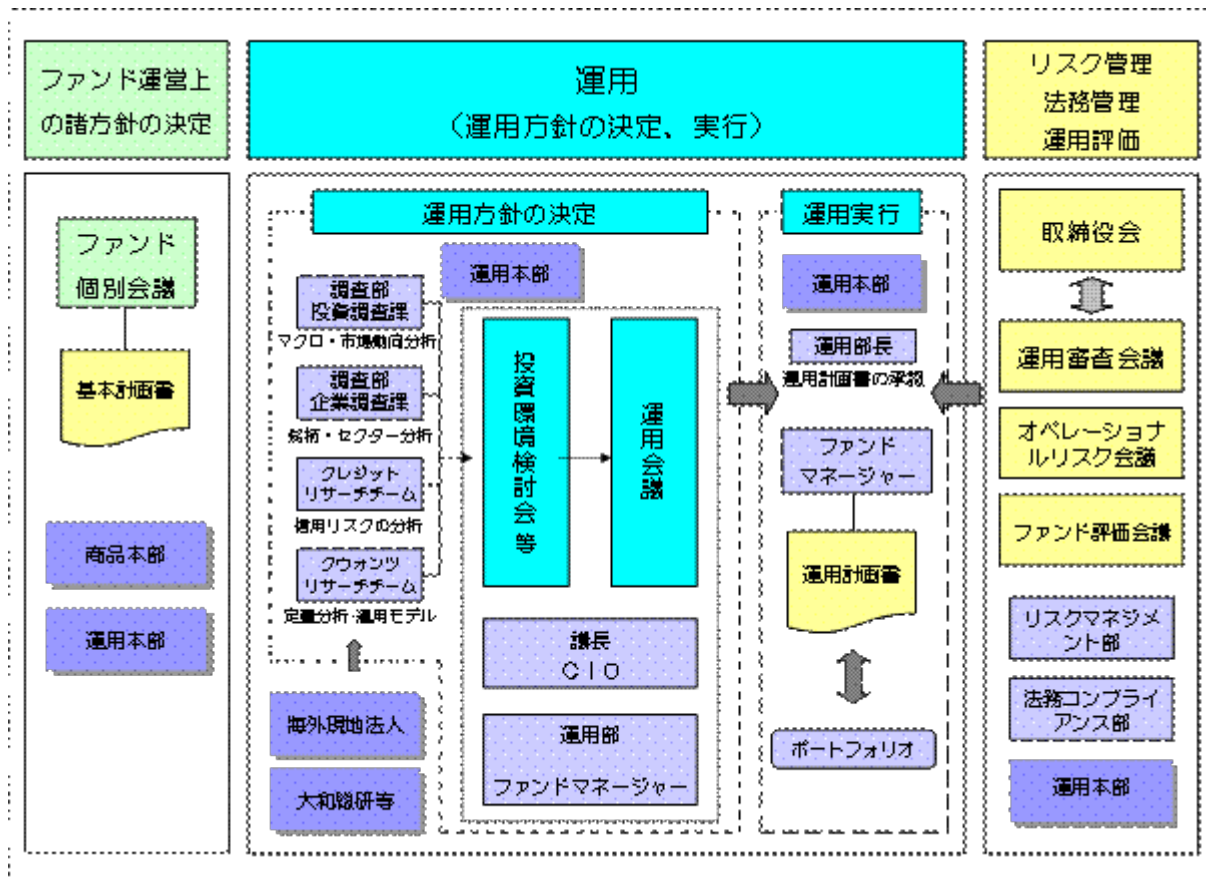 ファンド運営上
の諸方針の決定
運用
(運用方針の決定、実行)
リスク管理
法務管理
運用評価
ファンド
個別会議
基本計画書
商品本部
運用本部
運用方針の決定
運用本部
調査部
投資調査課
マクロ・市場動向分析
調査部
企業調査課
銘柄・セクター分析
クレジット
リサーチチーム
信用リスクの分析
クウォンツ
リサーチチーム
定量分析・運用モデル
海外現地法人
大和総研等
投資環境検討会等
運用会議
議長
CIO
運用部
ファンドマネージャー
運用実行
運用本部
運用部長
運用計画書の承認
ファンド
マネージャー
運用計画書
ポートフォリオ
取締役会
運用審査会議
オペレーショナ
ルリスク会議
ファンド評価会議
リスクマネジメ
ント部
法務コンプライ
アンス部
運用本部